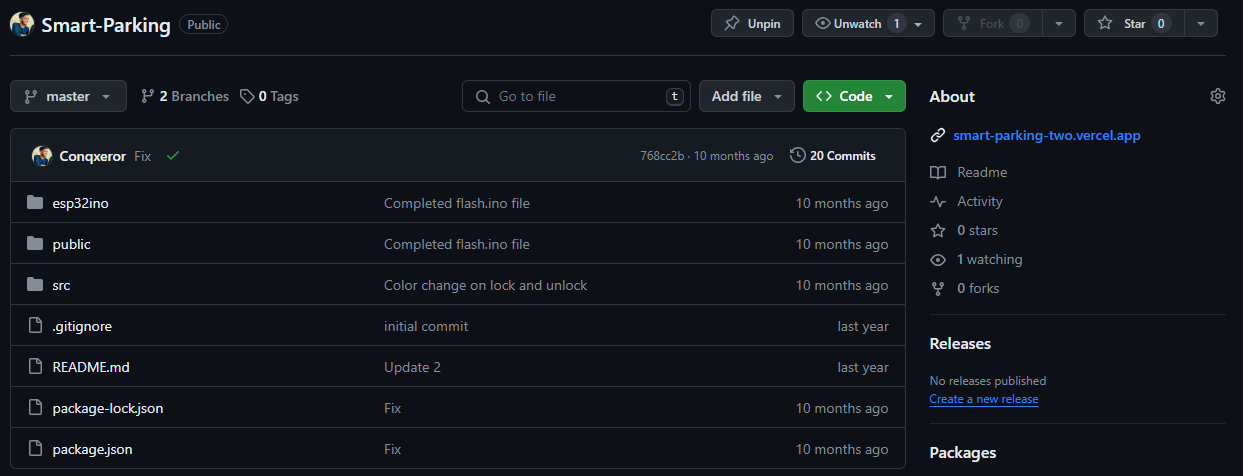 Smart-Parking Public Unpin Unwatch 1 Fork 0 Star 0
master 2 Branches 0 Tags Go to file t Add file Code
About
smart-parking-two.vercel.app
Conqxeror Fix 768cc2b · 10 months ago 20 Commits
Readme
esp32ino Completed flash.ino file 10 months ago
Activity
public Completed flash.ino file 10 months ago
0 stars
1 watching
src Color change on lock and unlock 10 months ago
0 forks
.gitignore initial commit last year
Releases
README.md Update 2 last year
No releases published
Create a new release
package-lock.json Fix 10 months ago
package.json Fix 10 months ago
Packages